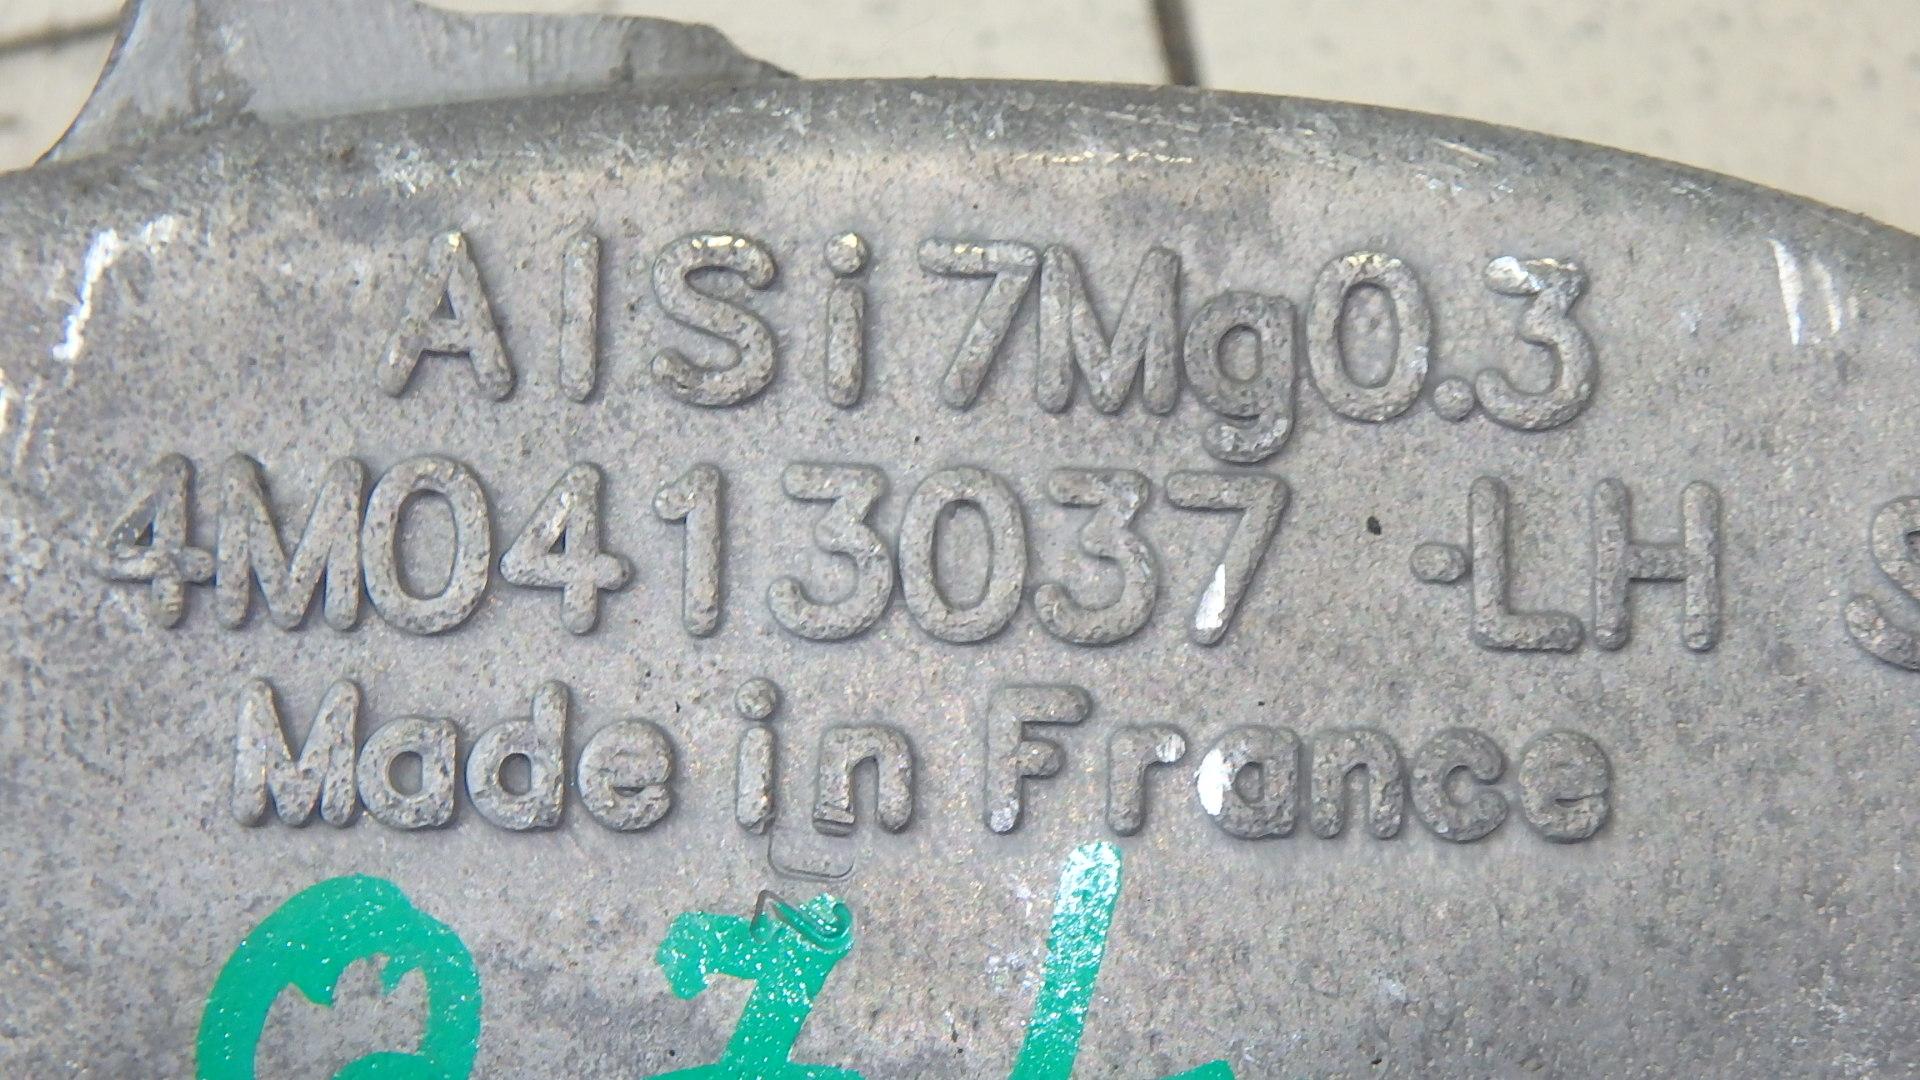 AlSi7Mg0.3
4M0413037 ·LH S
Made in France